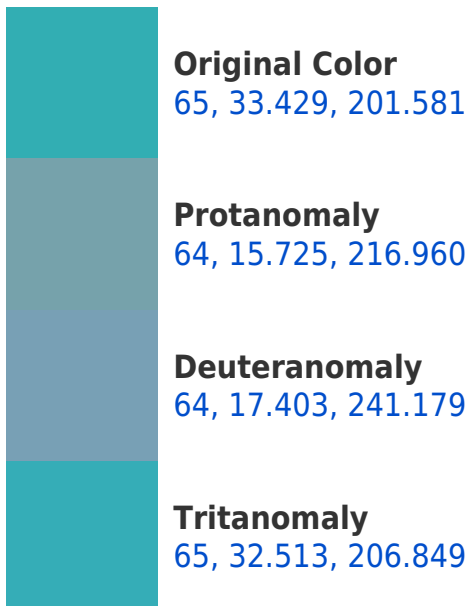 Original Color
65, 33.429, 201.581
Protanomaly
64, 15.725, 216.960
Deuteranomaly
64, 17.403, 241.179
Tritanomaly
65, 32.513, 206.849